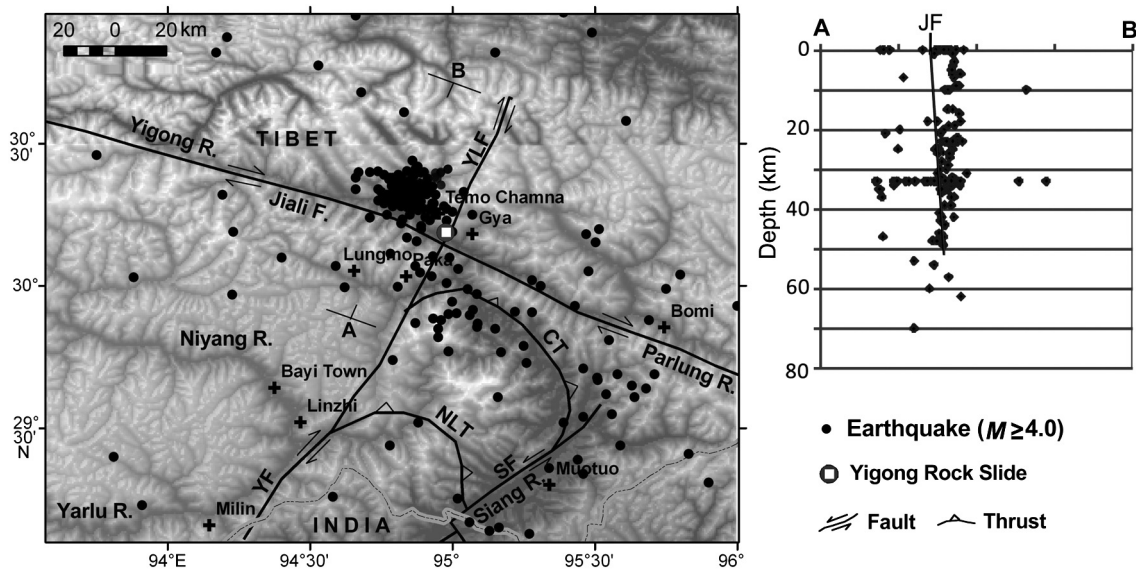 20 0 20 km
B
30°
30'
TIBET
Yigong R.
YLF
Temo Chamna
Gya
Jiali F.
Lungmo
Paka
30°
A
Bomi
Niyang R.
CT
Parlung R.
Bayi Town
Linzhi
NLT
29°
30'
N
YF
SF
Muotuo
Siang R.
Yarlu R.
Milin
INDIA
94°E
94°30'
95°
95°30'
96°
A
JF
B
0
20
40
60
80
Depth (km)
Earthquake (M ≥4.0)
Yigong Rock Slide
Fault
Thrust